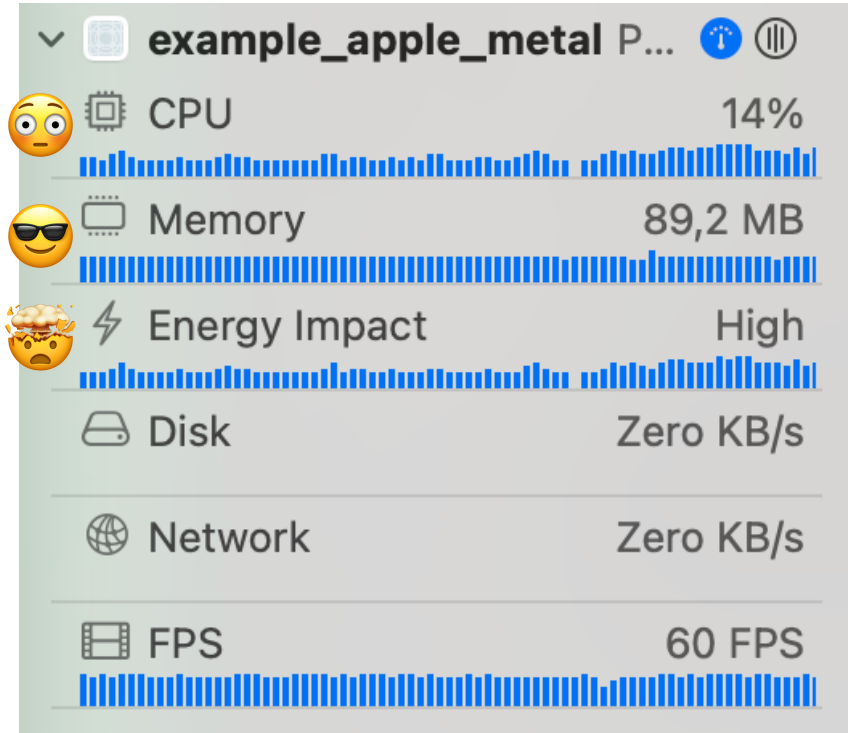 example_apple_metal P...
CPU 14%
Memory 89,2 MB
Energy Impact High
Disk Zero KB/s
Network Zero KB/s
FPS 60 FPS